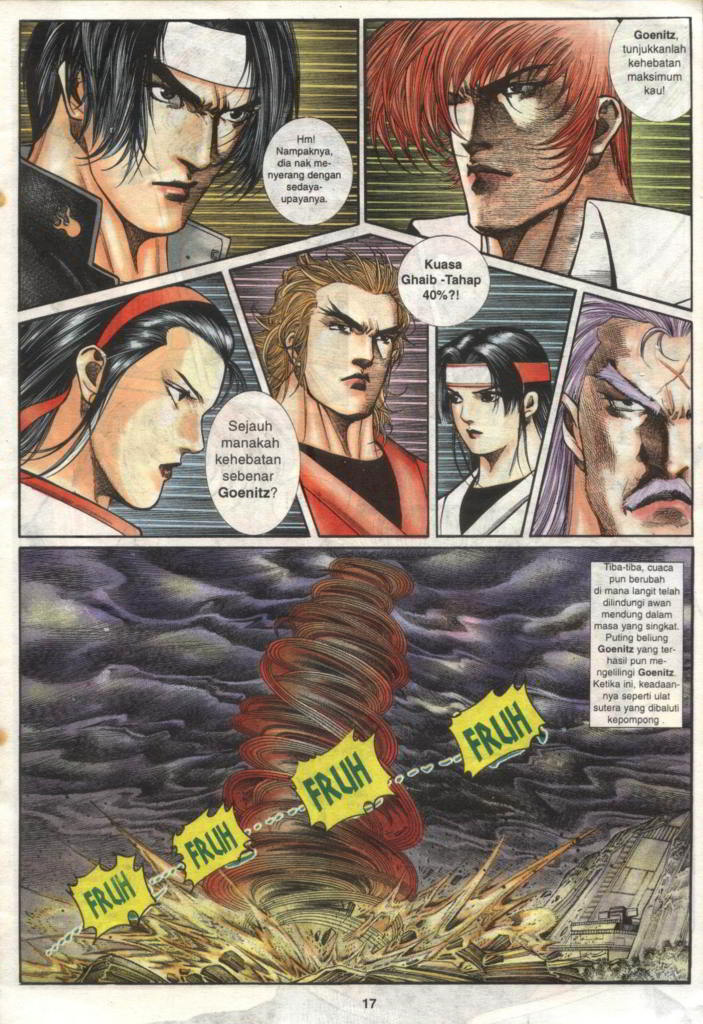 Hm!
Nampaknya,
dia nak me-
nyerang dengan
sedaya-
upayanya.
Goenitz,
tunjukkanlah
kehebatan
maksimum
kau!
Kuasa
Ghaib -Tahap
40%?!
Sejauh
manakah
kehebatan
sebenar
Goenitz?
Tiba-tiba, cuaca
pun berubah
di mana langit telah
dilindungi awan
mendung dalam
masa yang singkat.
Puting beliung
Goenitz yang ter-
hasil pun me-
ngelilingi Goenitz.
Ketika ini, keadaan-
nya seperti ulat
sutera yang dibaluti
kepompong .
FRUH
FRUH
FRUH
FRUH
17